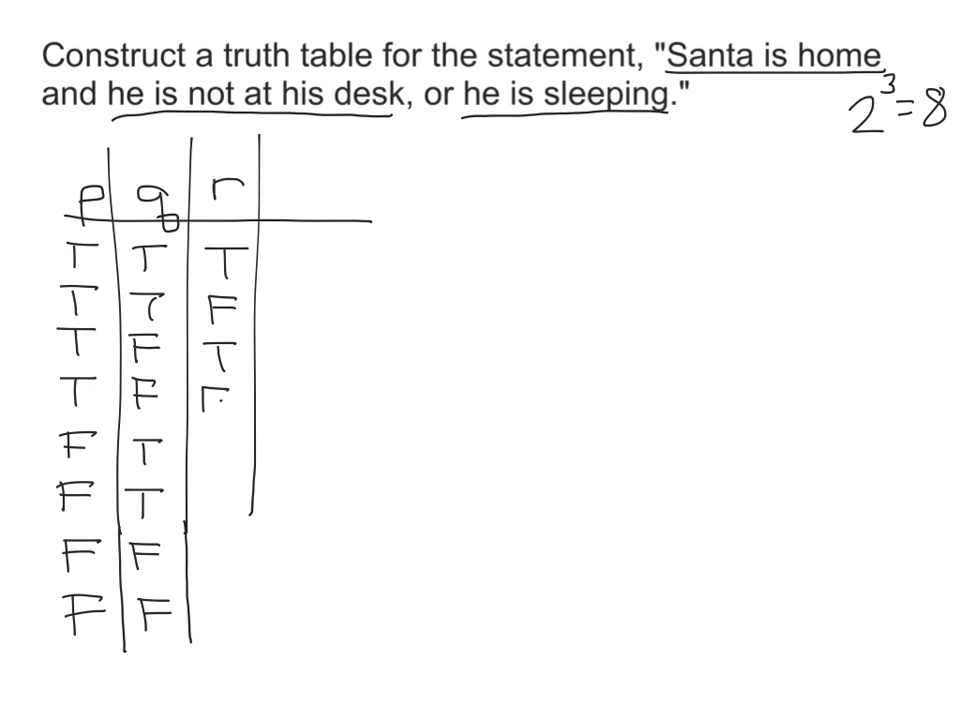 Construct a truth table for the statement, "Santa is home,
and he is not at his desk, or he is sleeping."
2³=8
p q r
T T T
T T F
T F T
T F F
F T
F T
F F
F F